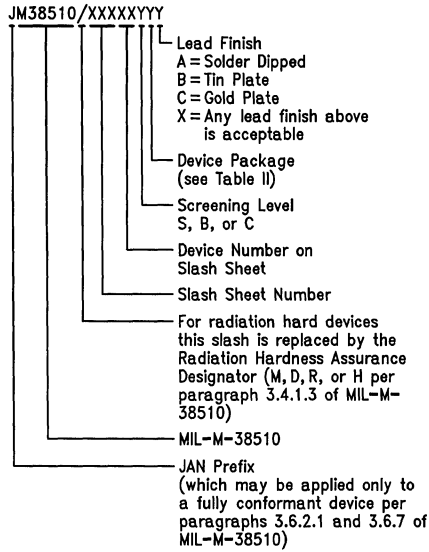 JM38510/XXXXXYYY
Lead Finish
A = Solder Dipped
B = Tin Plate
C = Gold Plate
X = Any lead finish above
is acceptable
Device Package
(see Table II)
Screening Level
S, B, or C
Device Number on
Slash Sheet
Slash Sheet Number
For radiation hard devices
this slash is replaced by the
Radiation Hardness Assurance
Designator (M, D, R, or H per
paragraph 3.4.1.3 of MIL-M-
38510)
MIL-M-38510
JAN Prefix
(which may be applied only to
a fully conformant device per
paragraphs 3.6.2.1 and 3.6.7 of
MIL-M-38510)